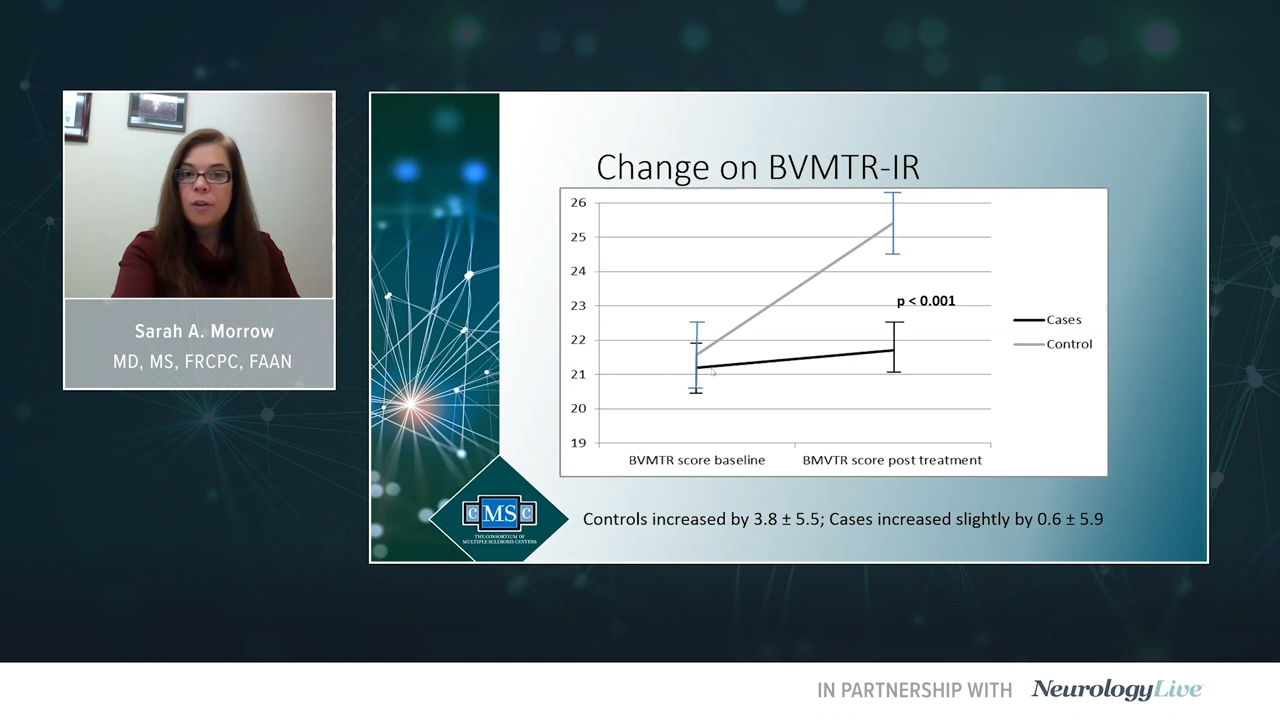 Sarah A. Morrow
MD, MS, FRCPC, FAAN
Change on BVMTR-IR
26
25
24
23
22
21
20
19
p < 0.001
Cases
Control
BVMTR score baseline
BMVTR score post treatment
CMSC
THE CONSORTIUM OF
MULTIPLE SCLEROSIS CENTERS
Controls increased by 3.8 ± 5.5; Cases increased slightly by 0.6 ± 5.9
IN PARTNERSHIP WITH NeurologyLive